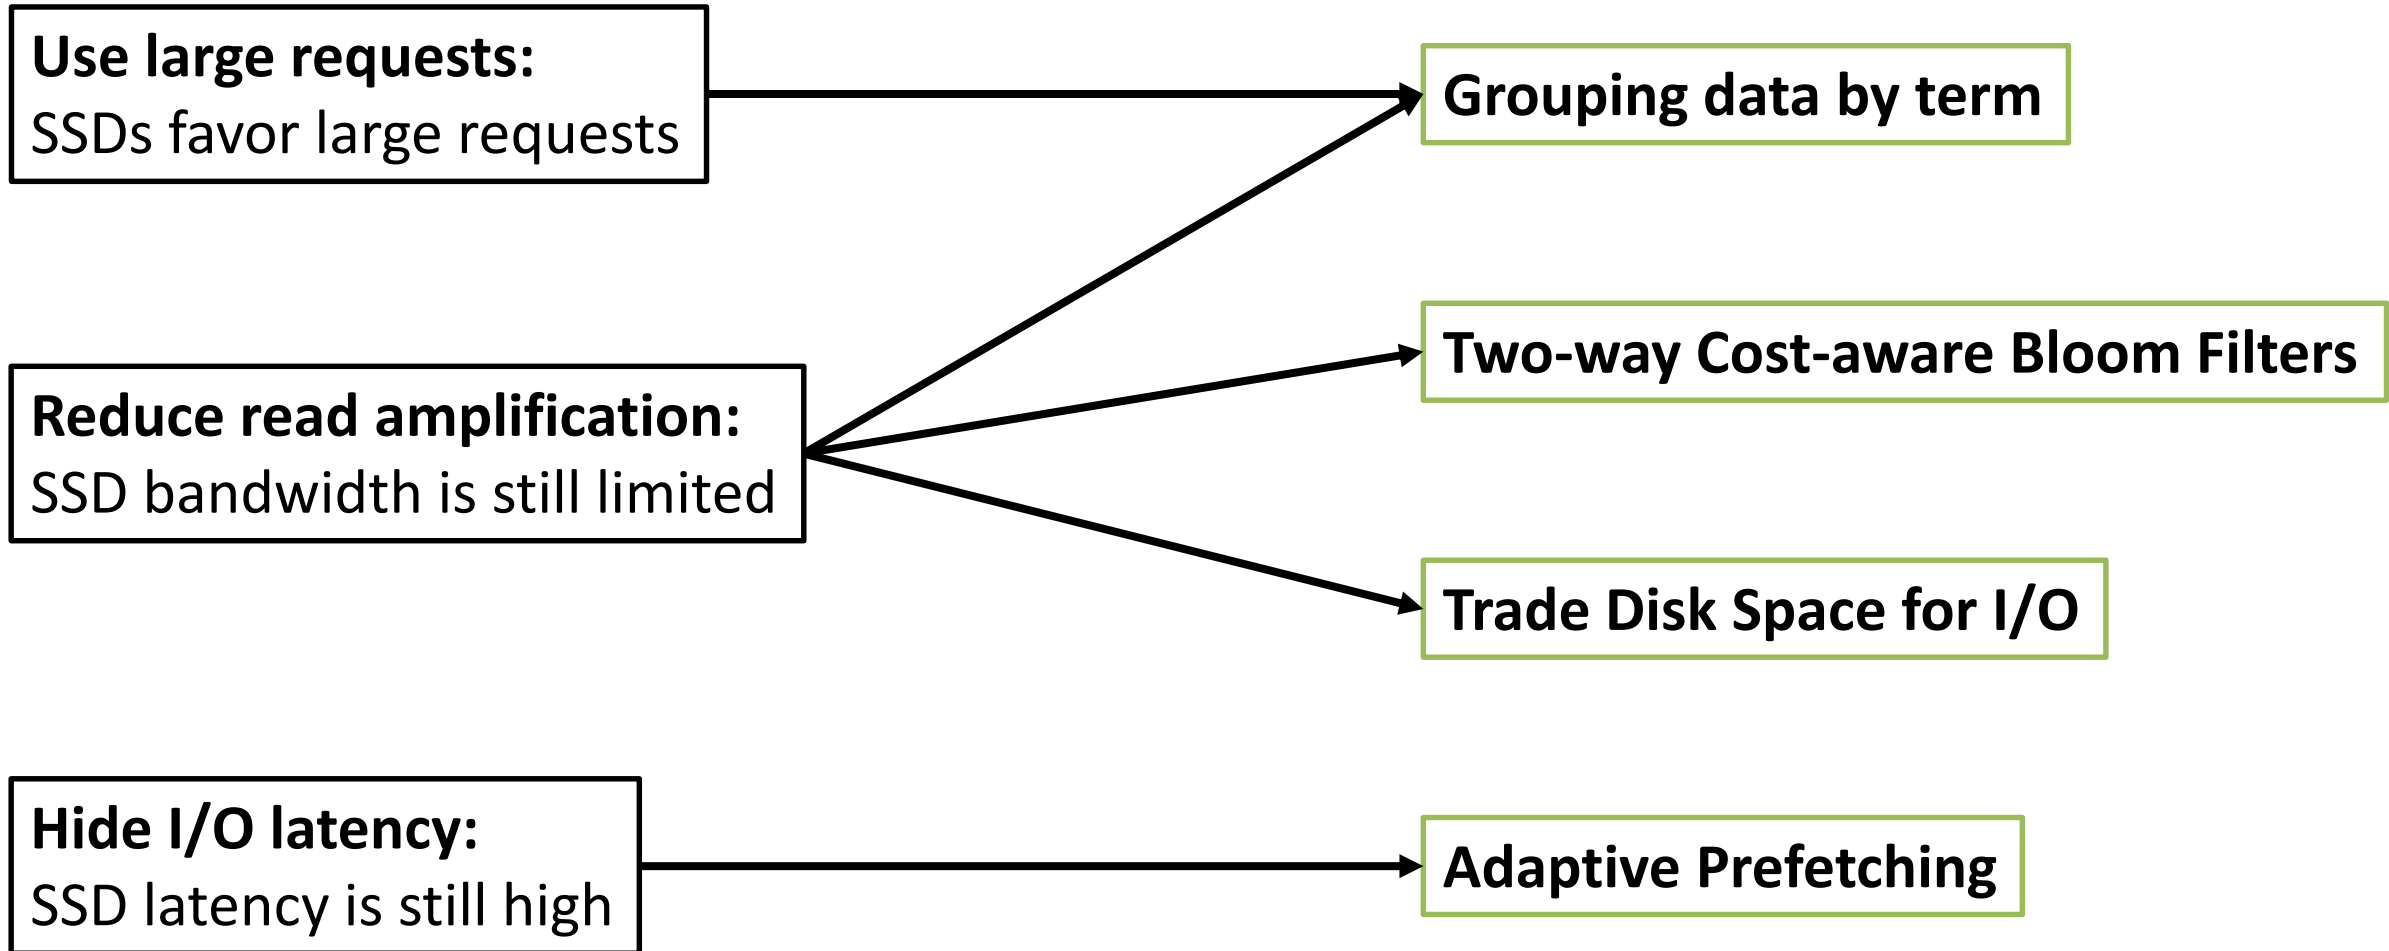 Use large requests:
SSDs favor large requests
Grouping data by term
Two-way Cost-aware Bloom Filters
Reduce read amplification:
SSD bandwidth is still limited
Trade Disk Space for I/O
Hide I/O latency:
SSD latency is still high
Adaptive Prefetching